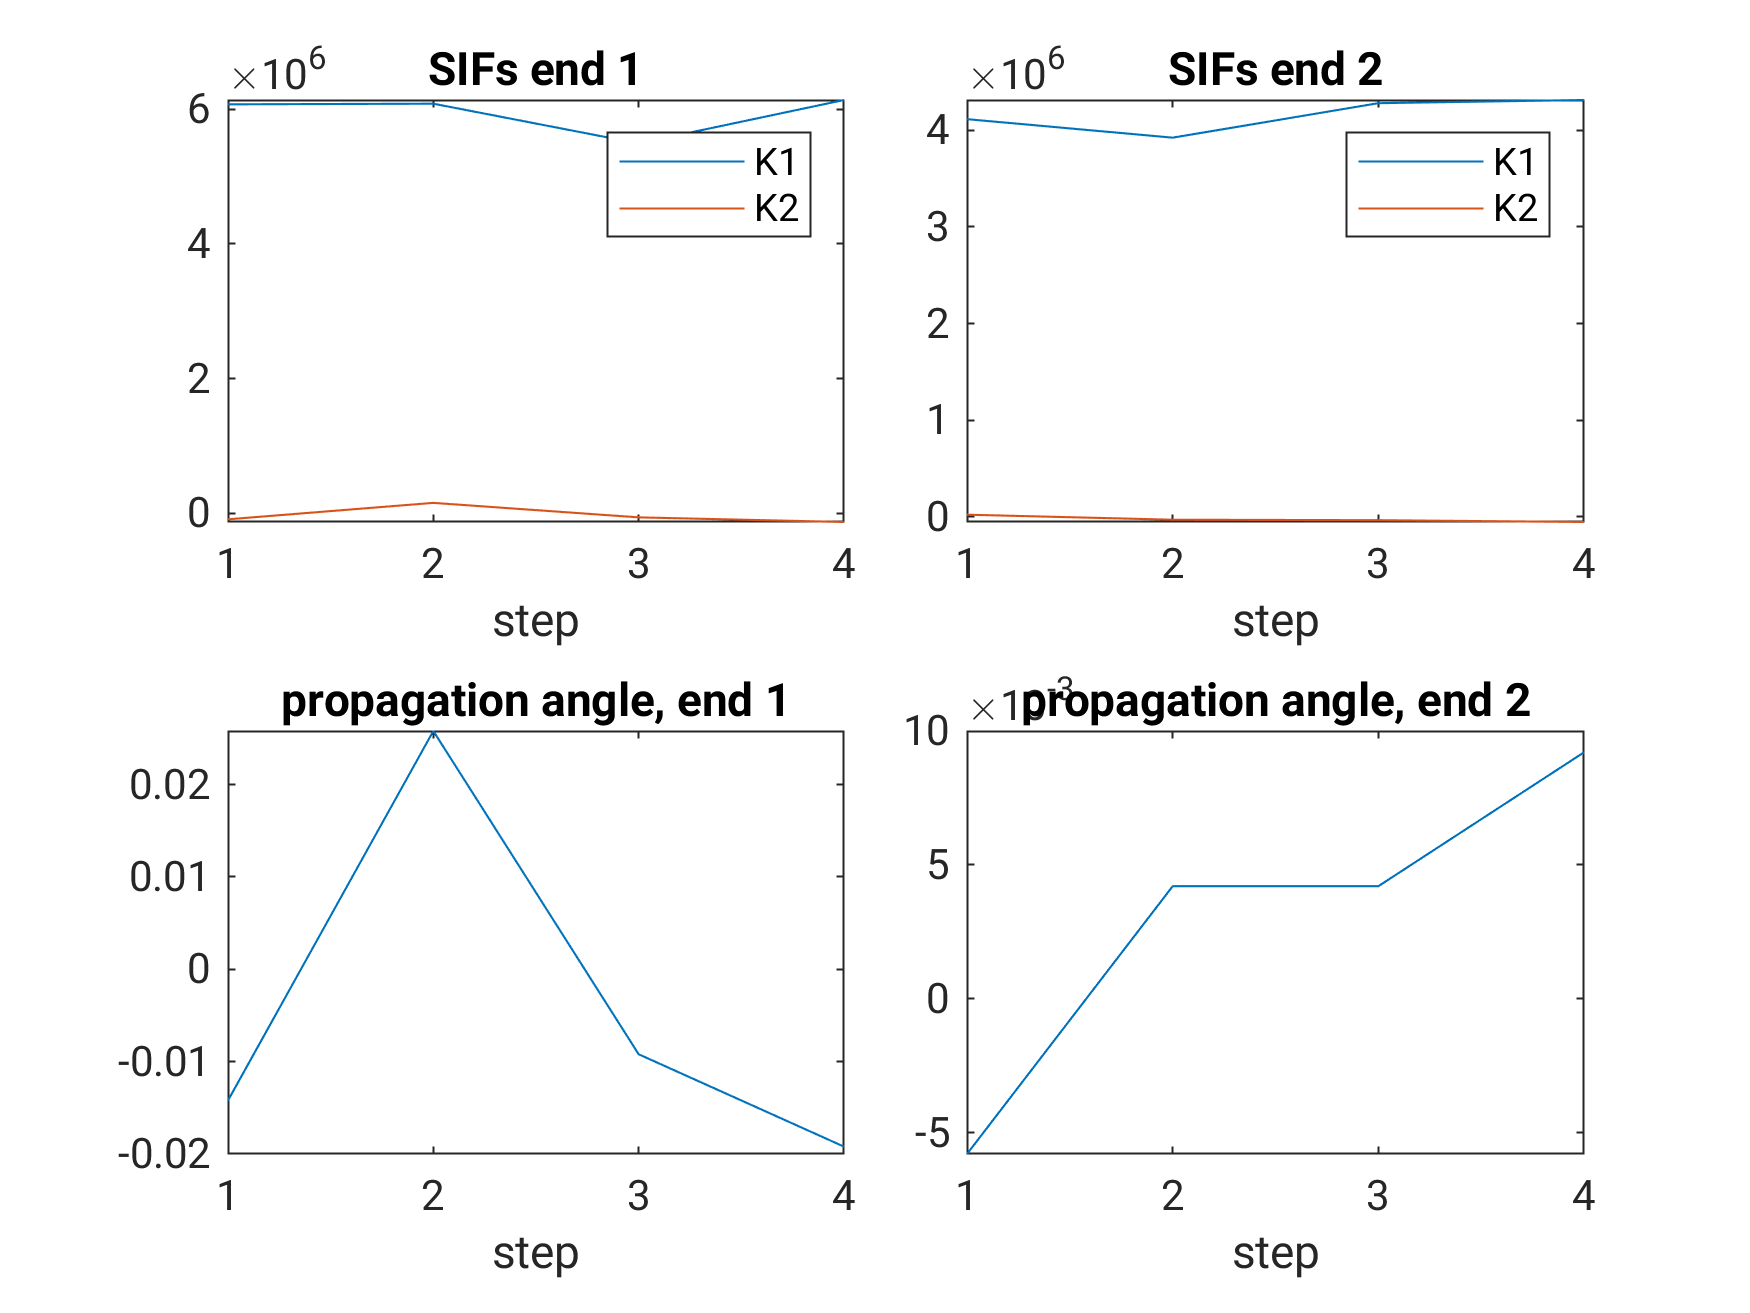 ×10^6
SIFs end 1
6
4
2
0
1 2 3 4
step
K1
K2
×10^6
SIFs end 2
4
3
2
1
0
1 2 3 4
step
K1
K2
propagation angle, end 1
0.02
0.01
0
-0.01
-0.02
1 2 3 4
step
×10^-3
propagation angle, end 2
10
5
0
-5
1 2 3 4
step